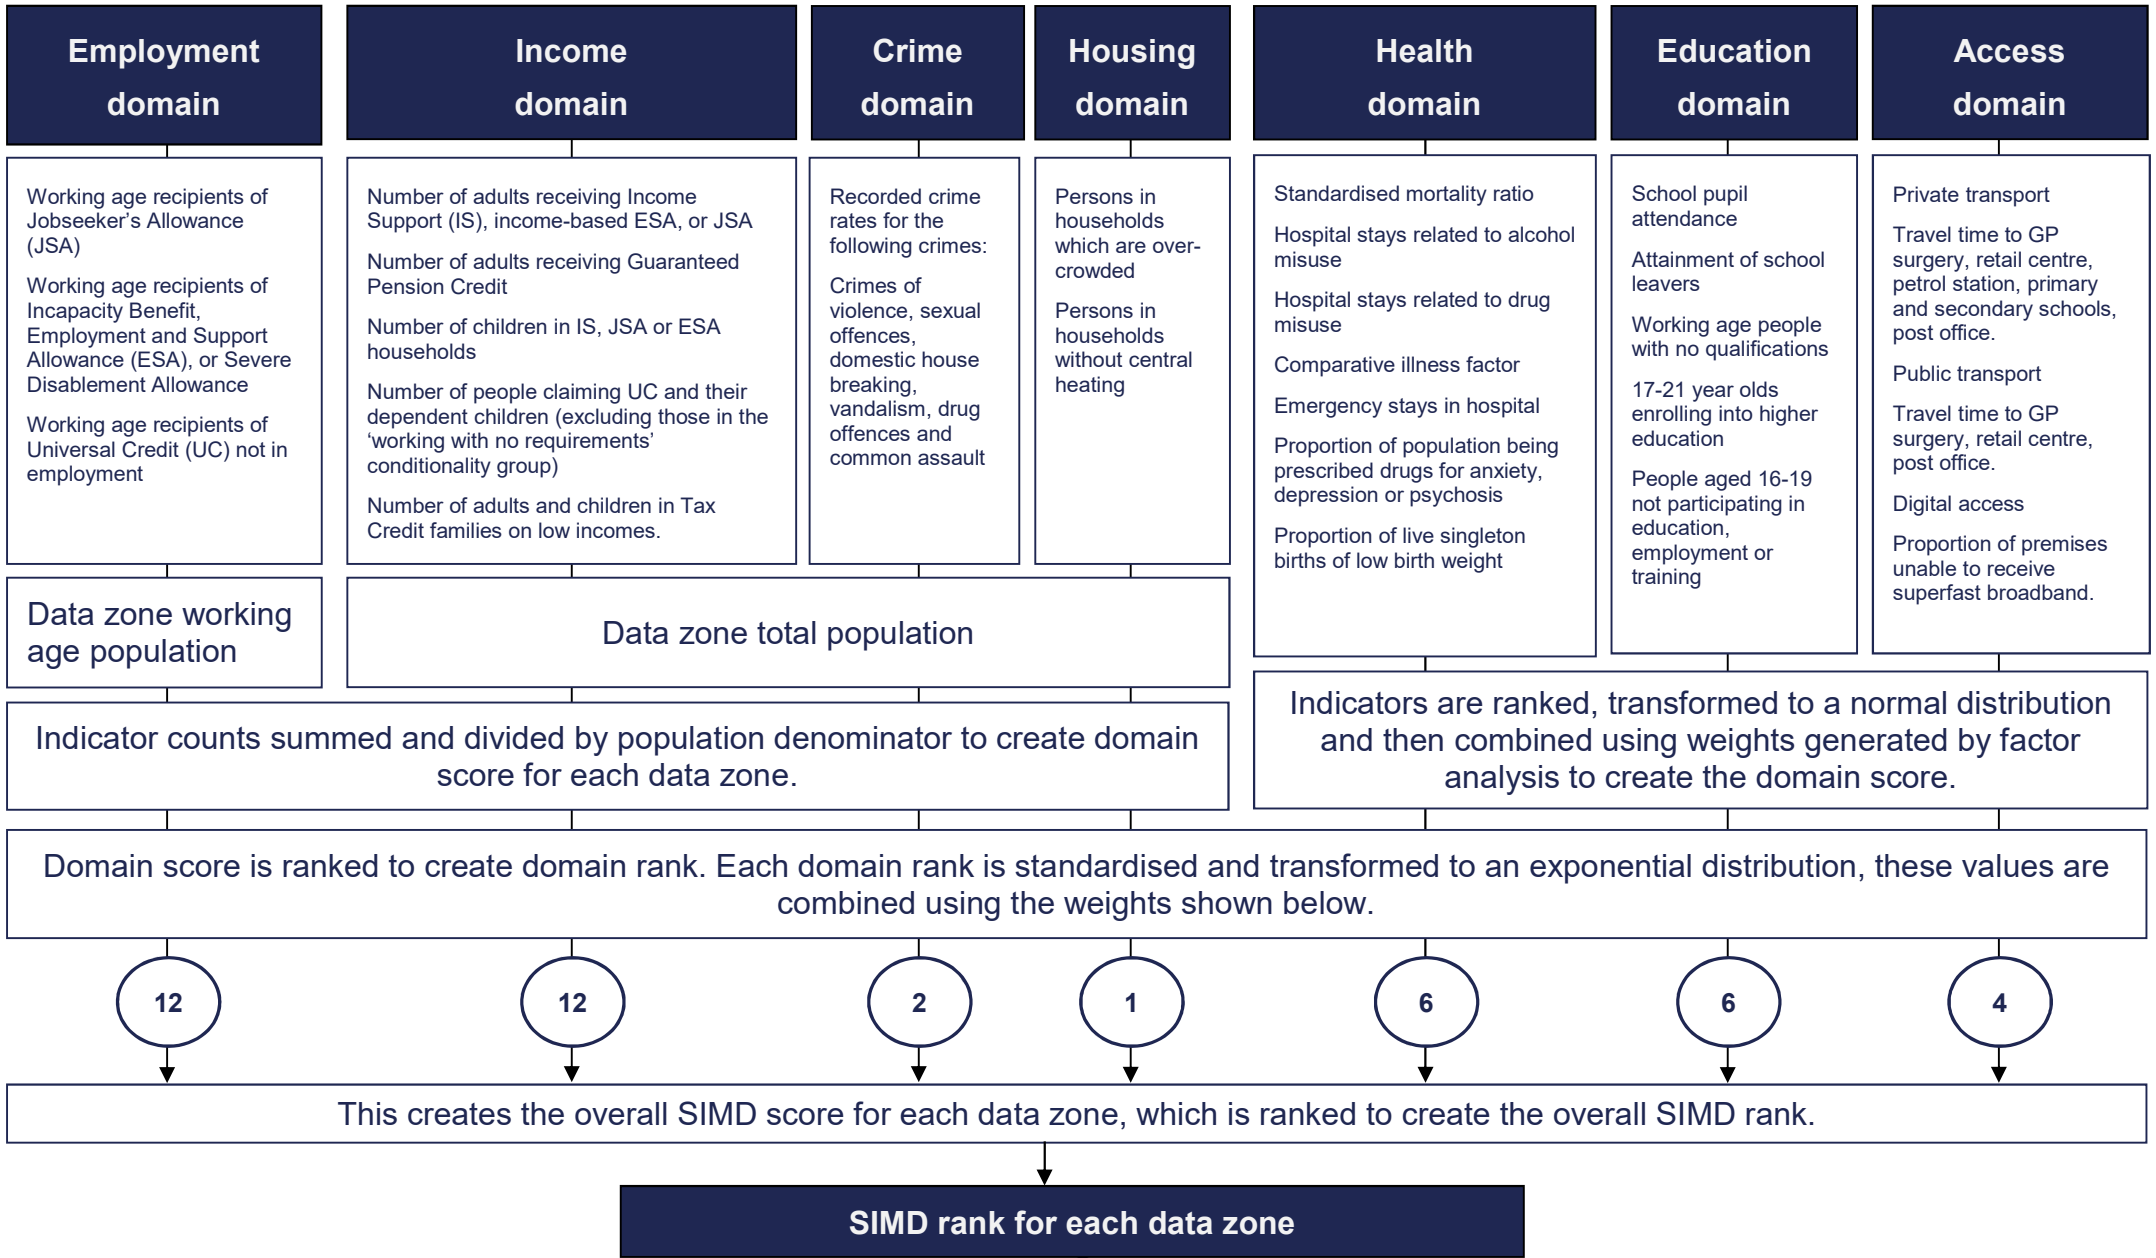 Employment
domain
Income
domain
Crime
domain
Housing
domain
Health
domain
Education
domain
Access
domain
Working age recipients of
Jobseeker’s Allowance
(JSA)
Working age recipients of
Incapacity Benefit,
Employment and Support
Allowance (ESA), or Severe
Disablement Allowance
Working age recipients of
Universal Credit (UC) not in
employment
Number of adults receiving Income
Support (IS), income-based ESA, or JSA
Number of adults receiving Guaranteed
Pension Credit
Number of children in IS, JSA or ESA
households
Number of people claiming UC and their
dependent children (excluding those in the
‘working with no requirements’
conditionality group)
Number of adults and children in Tax
Credit families on low incomes.
Recorded crime
rates for the
following crimes:
Crimes of
violence, sexual
offences,
domestic house
breaking,
vandalism, drug
offences and
common assault
Persons in
households
which are over-
crowded
Persons in
households
without central
heating
Standardised mortality ratio
Hospital stays related to alcohol
misuse
Hospital stays related to drug
misuse
Comparative illness factor
Emergency stays in hospital
Proportion of population being
prescribed drugs for anxiety,
depression or psychosis
Proportion of live singleton
births of low birth weight
School pupil
attendance
Attainment of school
leavers
Working age people
with no qualifications
17-21 year olds
enrolling into higher
education
People aged 16-19
not participating in
education,
employment or
training
Private transport
Travel time to GP
surgery, retail centre,
petrol station, primary
and secondary schools,
post office.
Public transport
Travel time to GP
surgery, retail centre,
post office.
Digital access
Proportion of premises
unable to receive
superfast broadband.
Data zone working
age population
Data zone total population
Indicator counts summed and divided by population denominator to create domain
score for each data zone.
Indicators are ranked, transformed to a normal distribution
and then combined using weights generated by factor
analysis to create the domain score.
Domain score is ranked to create domain rank. Each domain rank is standardised and transformed to an exponential distribution, these values are
combined using the weights shown below.
12
12
2
1
6
6
4
This creates the overall SIMD score for each data zone, which is ranked to create the overall SIMD rank.
SIMD rank for each data zone